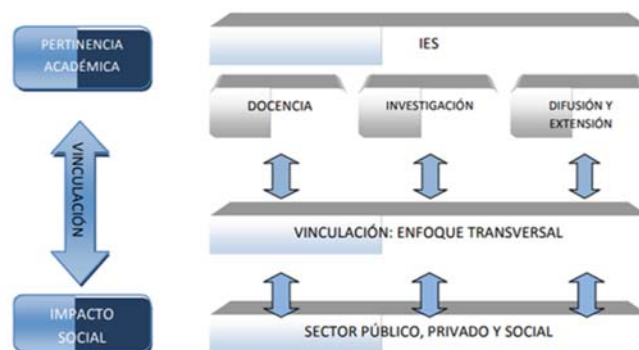 PERTINENCIA
ACADÉMICA
IES
DOCENCIA
INVESTIGACIÓN
DIFUSIÓN Y
EXTENSIÓN
VINCULACIÓN
VINCULACIÓN: ENFOQUE TRANSVERSAL
IMPACTO
SOCIAL
SECTOR PÚBLICO, PRIVADO Y SOCIAL